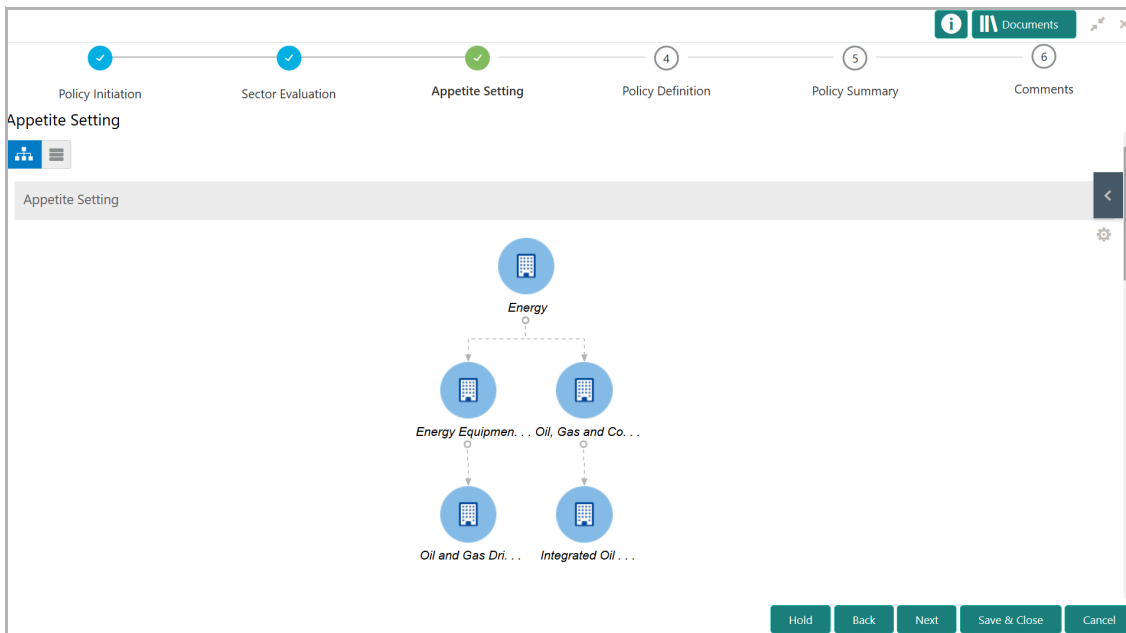 Documents
4
5
6
Policy Initiation
Sector Evaluation
Appetite Setting
Policy Definition
Policy Summary
Comments
Appetite Setting
Appetite Setting
Energy
Energy Equipmen. . .
Oil, Gas and Co. . .
Oil and Gas Dri. . .
Integrated Oil . . .
Hold
Back
Next
Save & Close
Cancel